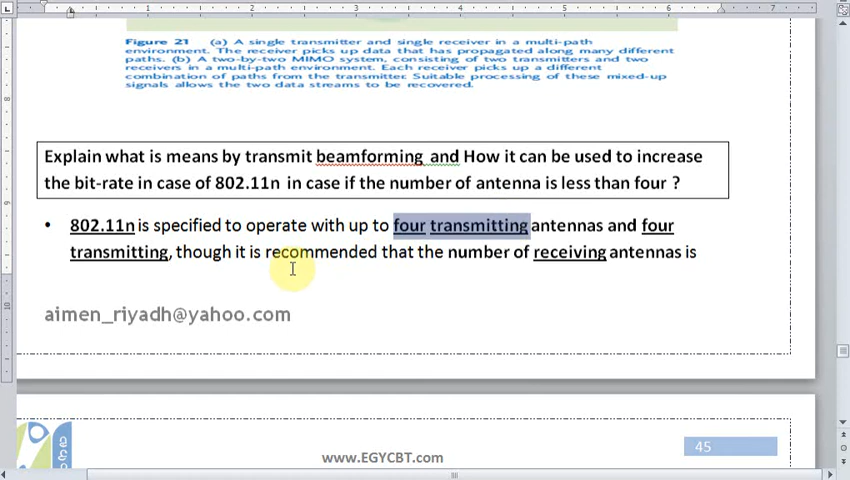 Figure 21 (a) A single transmitter and single receiver in a multi-path
environment. The receiver picks up data that has propagated along many different
paths. (b) A two-by-two MIMO system, consisting of two transmitters and two
receivers in a multi-path environment. Each receiver picks up a different
combination of paths from the transmitter. Suitable processing of these mixed-up
signals allows the two data streams to be recovered.
Explain what is means by transmit beamforming and How it can be used to increase
the bit-rate in case of 802.11n in case if the number of antenna is less than four ?
• 802.11n is specified to operate with up to four transmitting antennas and four
transmitting, though it is recommended that the number of receiving antennas is
aimen_riyadh@yahoo.com
www.EGYCBT.com
45